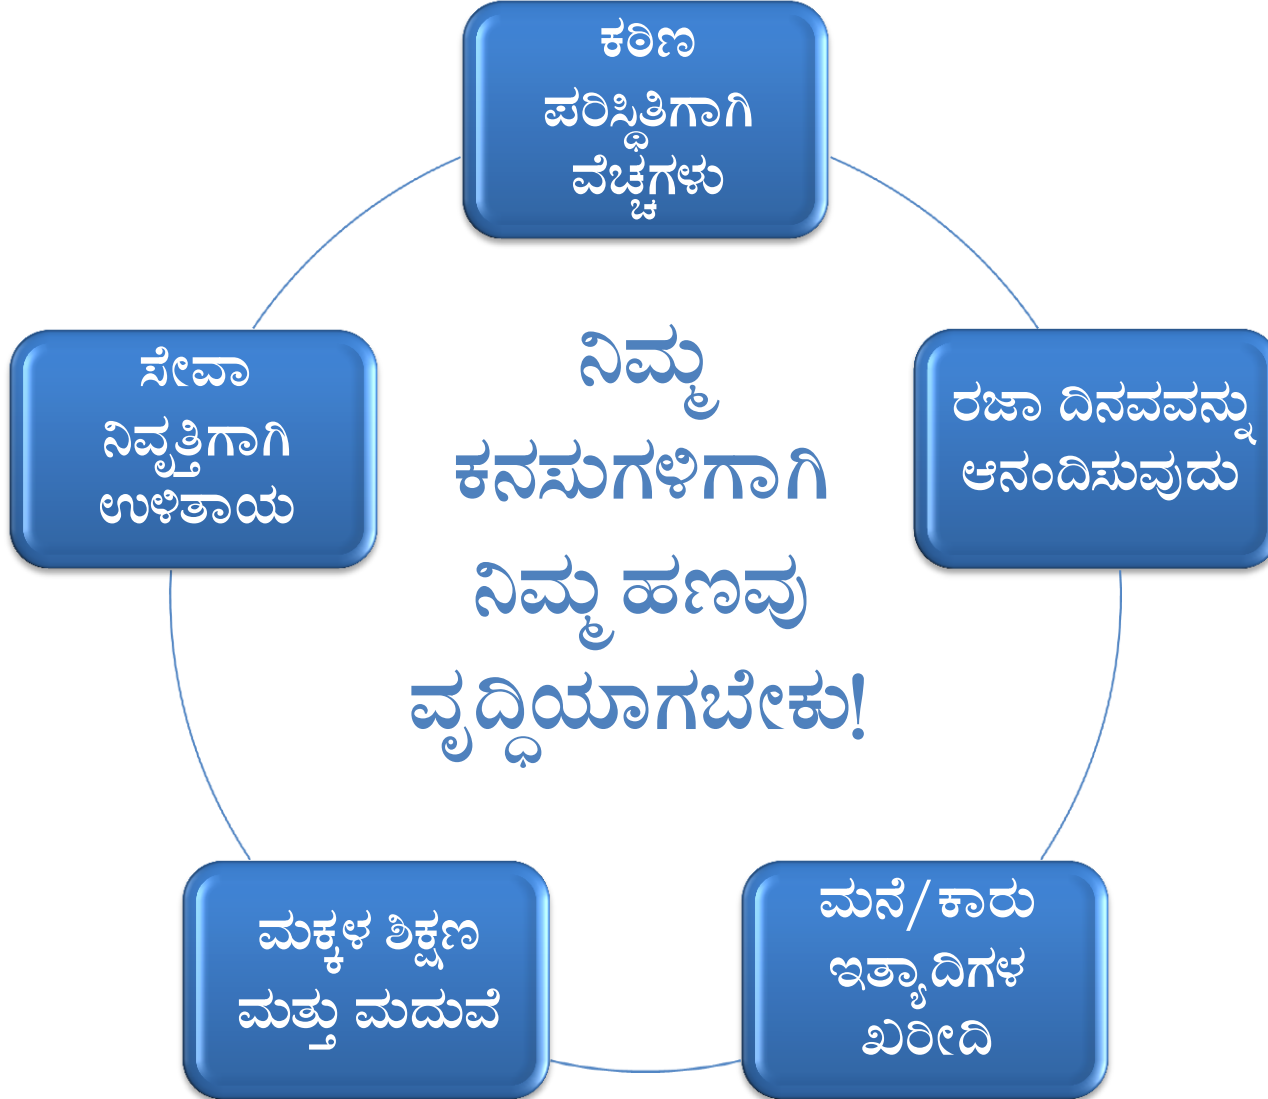 ಕಠಿಣ
ಪರಿಸ್ಥಿತಿಗಾಗಿ
ವೆಚ್ಚಗಳು
ನಿಮ್ಮ
ಕನಸುಗಳಿಗಾಗಿ
ನಿಮ್ಮ ಹಣವು
ವೃದ್ಧಿಯಾಗಬೇಕು!
ರಜಾ ದಿನವವನ್ನು
ಆನಂದಿಸುವುದು
ಮನೆ/ಕಾರು
ಇತ್ಯಾದಿಗಳ
ಖರೀದಿ
ಮಕ್ಕಳ ಶಿಕ್ಷಣ
ಮತ್ತು ಮದುವೆ
ಸೇವಾ
ನಿವೃತ್ತಿಗಾಗಿ
ಉಳಿತಾಯ